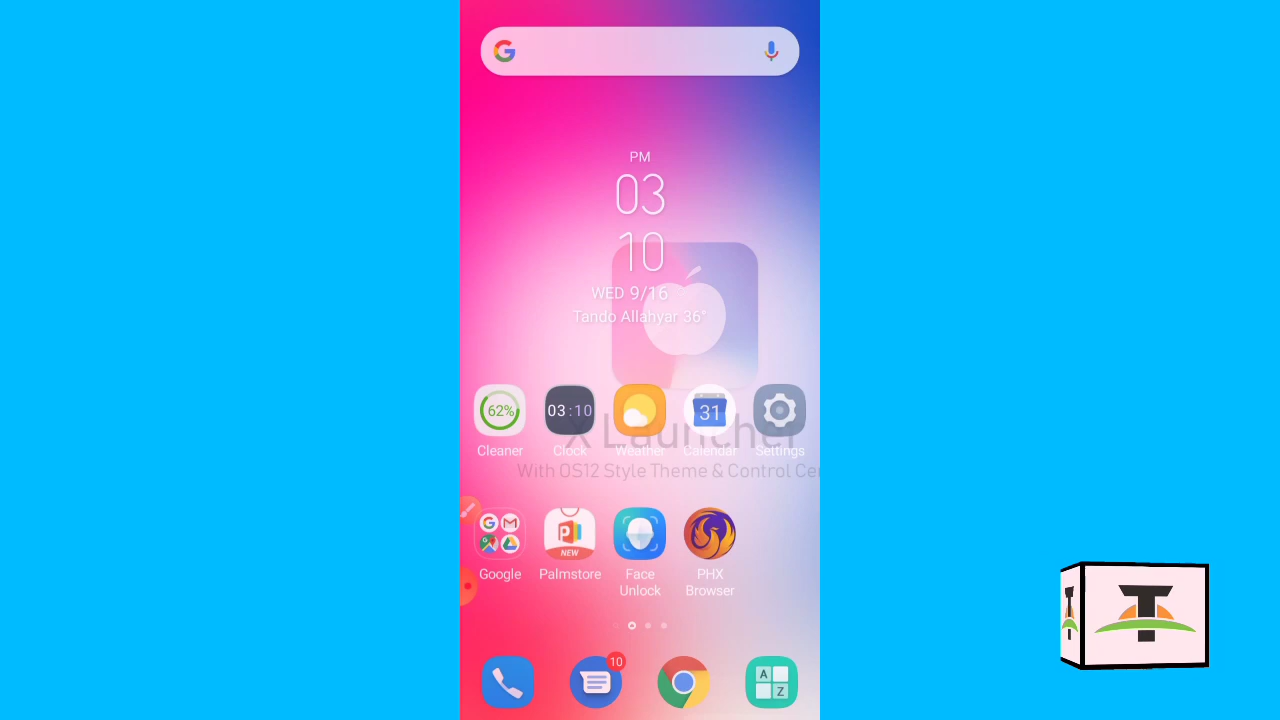 PM
03
10
WED 9/16
Tando Allahyar 36°
62%
03:10
31
Cleaner
Clock
Weather
Calendar
Settings
X Launcher
With OS12 Style Theme & Control Ce
NEW
Google
Palmstore
Face
Unlock
PHX
Browser
10
A
Z
T
T